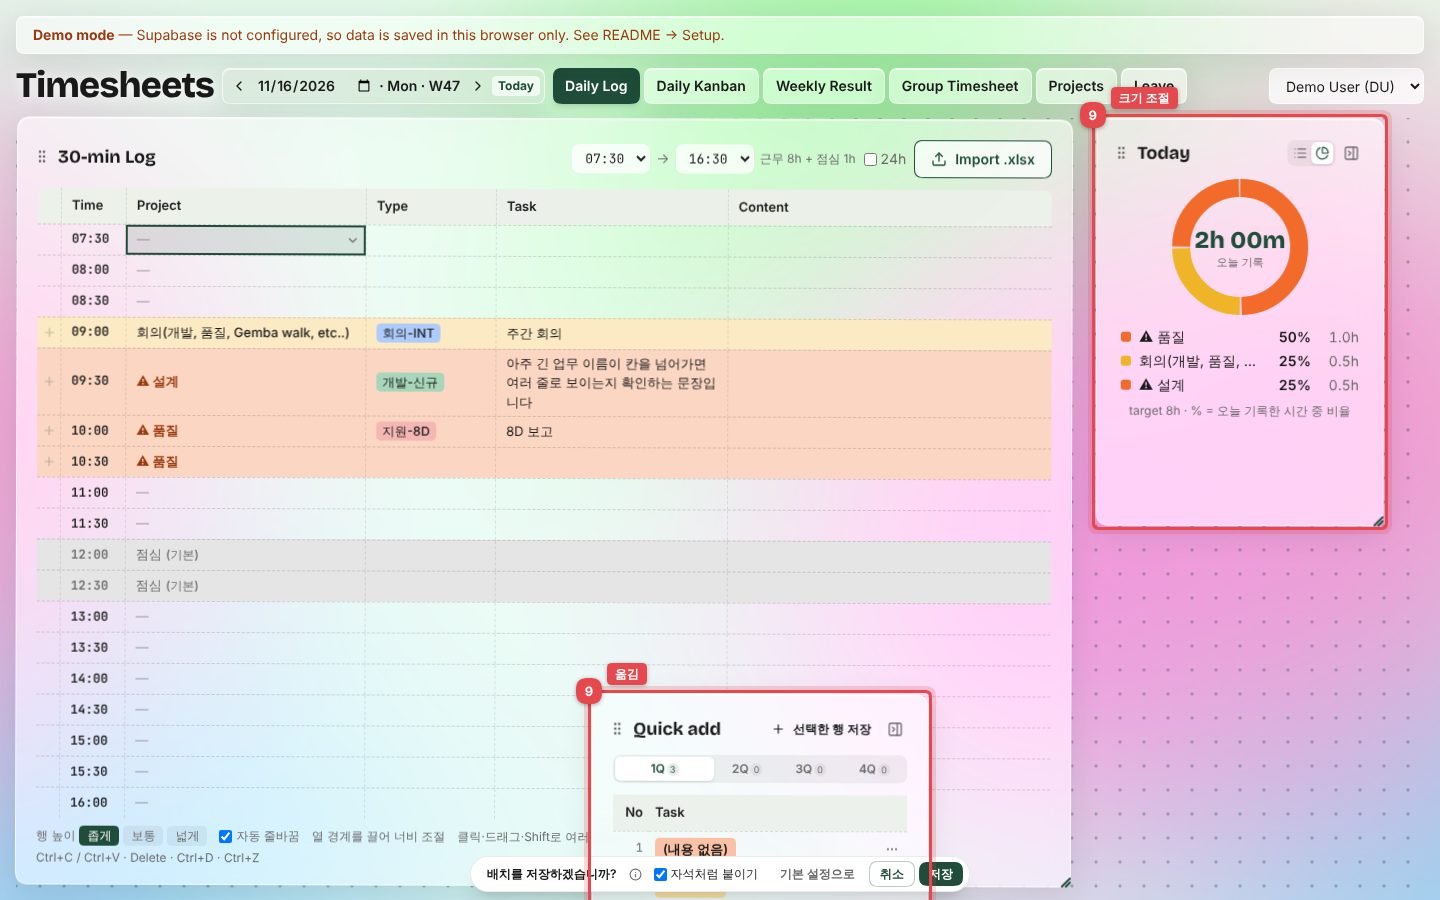 Demo mode — Supabase is not configured, so data is saved in this browser only. See README → Setup.
Timesheets
11/16/2026 · Mon · W47 Today
Daily Log
Daily Kanban
Weekly Result
Group Timesheet
Projects
Leave
Demo User (DU)
9 크기 조절
30-min Log
07:30 → 16:30 근무 8h + 점심 1h 24h Import .xlsx
Time Project Type Task Content
07:30 —
08:00 —
08:30 —
+ 09:00 회의(개발, 품질, Gemba walk, etc..) 회의-INT 주간 회의
+ 09:30 ⚠ 설계 개발-신규 아주 긴 업무 이름이 칸을 넘어가면
여러 줄로 보이는지 확인하는 문장입
니다
+ 10:00 ⚠ 품질 지원-8D 8D 보고
+ 10:30 ⚠ 품질
11:00 —
11:30 —
12:00 점심 (기본)
12:30 점심 (기본)
13:00 —
13:30 —
14:00 —
14:30 —
15:00 —
15:30 —
16:00 —
행 높이 좁게 보통 넓게 자동 줄바꿈 열 경계를 끌어 너비 조절 클릭·드래그·Shift로 여러
Ctrl+C / Ctrl+V · Delete · Ctrl+D · Ctrl+Z
Today
2h 00m
오늘 기록
⚠ 품질 50% 1.0h
회의(개발, 품질, ... 25% 0.5h
⚠ 설계 25% 0.5h
target 8h · % = 오늘 기록한 시간 중 비율
9 옮김
Quick add + 선택한 행 저장
1Q 3 2Q 0 3Q 0 4Q 0
No Task
1 (내용 없음) ...
배치를 저장하겠습니까? 자석처럼 붙이기 기본 설정으로 취소 저장